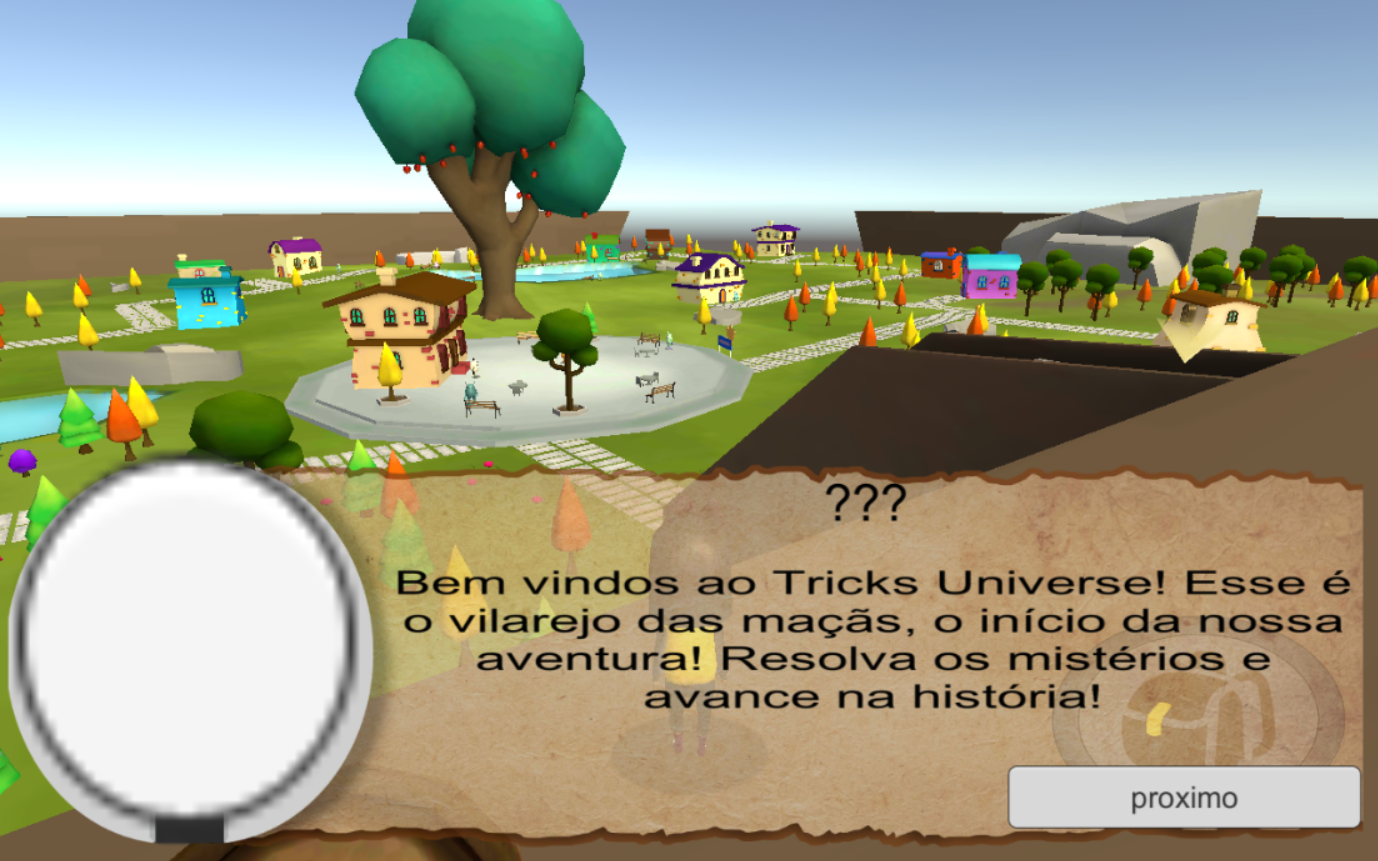 ???
Bem vindos ao Tricks Universe! Esse é
o vilarejo das maçãs, o início da nossa
aventura! Resolva os mistérios e
avance na história!
proximo